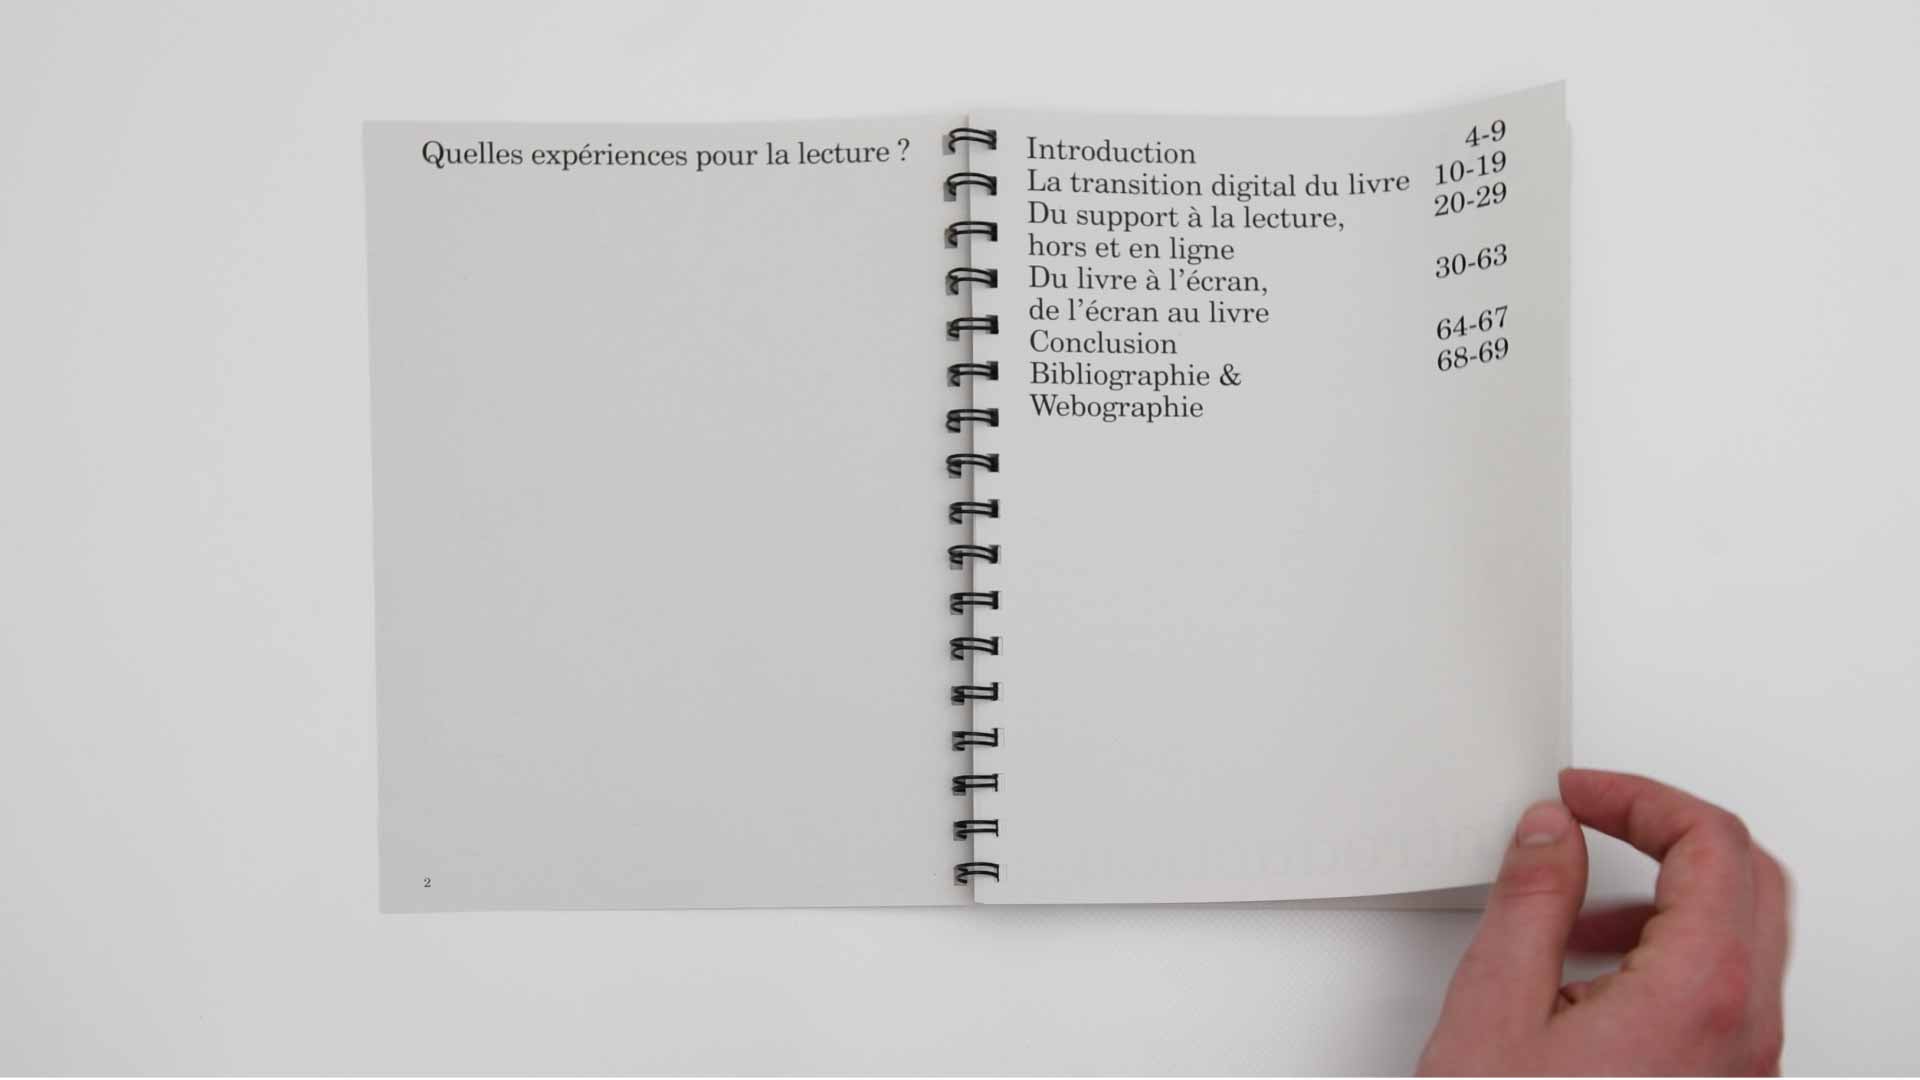 Quelles expériences pour la lecture ?
2
Introduction 4-9
La transition digital du livre 10-19
Du support à la lecture, 20-29
hors et en ligne
Du livre à l’écran, 30-63
de l’écran au livre
Conclusion 64-67
Bibliographie & 68-69
Webographie